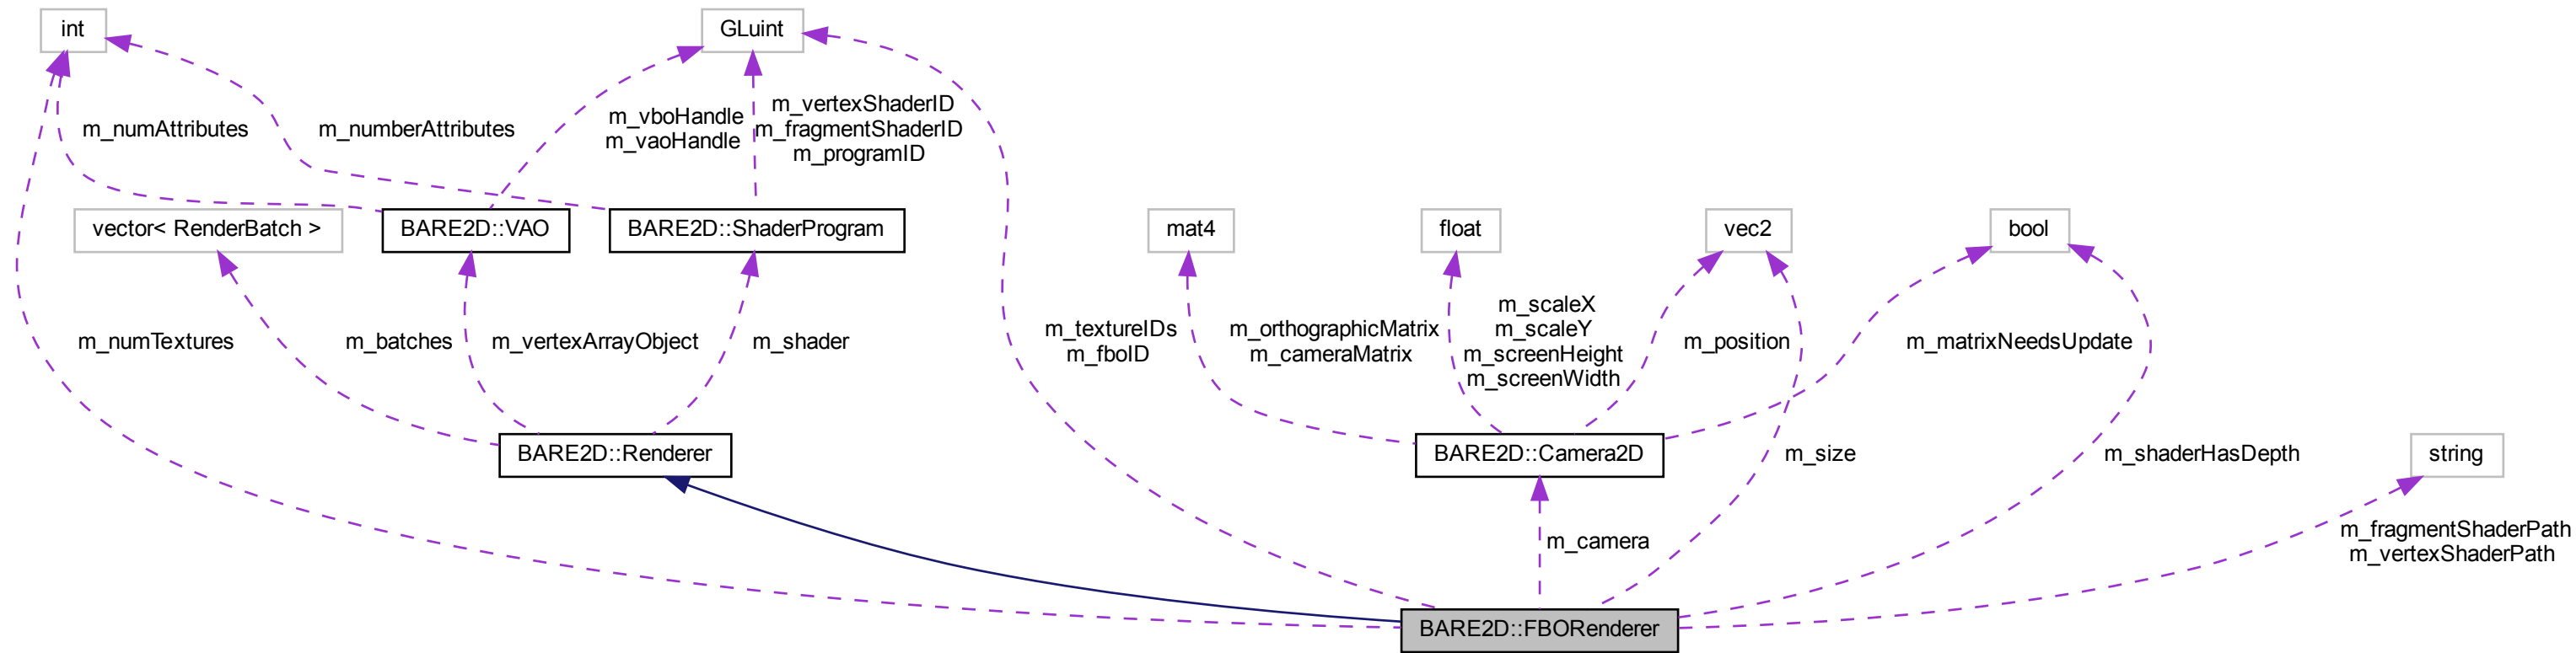 int
GLuint
m_vertexShaderID
m_fragmentShaderID
m_programID
m_vboHandle
m_vaoHandle
m_numAttributes
m_numberAttributes
vector< RenderBatch >
BARE2D::VAO
BARE2D::ShaderProgram
mat4
float
vec2
bool
m_numTextures
m_batches
m_vertexArrayObject
m_shader
m_textureIDs
m_fboID
m_orthographicMatrix
m_cameraMatrix
m_scaleX
m_scaleY
m_screenHeight
m_screenWidth
m_position
m_matrixNeedsUpdate
BARE2D::Renderer
BARE2D::Camera2D
m_size
m_shaderHasDepth
string
m_camera
m_fragmentShaderPath
m_vertexShaderPath
BARE2D::FBORenderer